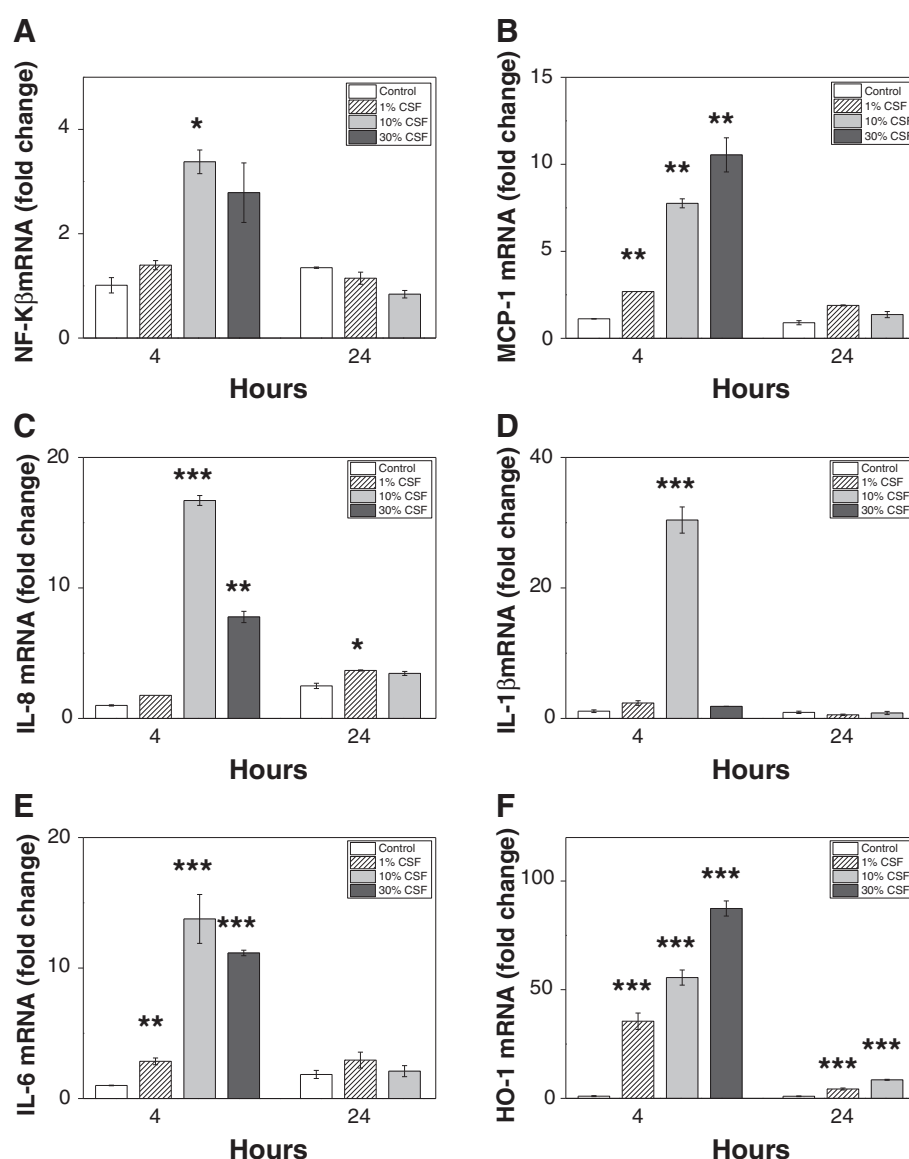 A
NF-KβmRNA (fold change)
4
2
0
*
Control
1% CSF
10% CSF
30% CSF
4 24
Hours
B
MCP-1 mRNA (fold change)
15
10
5
0
**
**
**
Control
1% CSF
10% CSF
30% CSF
4 24
Hours
C
IL-8 mRNA (fold change)
20
10
0
***
**
*
Control
1% CSF
10% CSF
30% CSF
4 24
Hours
D
IL-1βmRNA (fold change)
40
20
0
***
Control
1% CSF
10% CSF
30% CSF
4 24
Hours
E
IL-6 mRNA (fold change)
20
10
0
**
***
***
Control
1% CSF
10% CSF
30% CSF
4 24
Hours
F
HO-1 mRNA (fold change)
100
50
0
***
***
***
***
***
Control
1% CSF
10% CSF
30% CSF
4 24
Hours